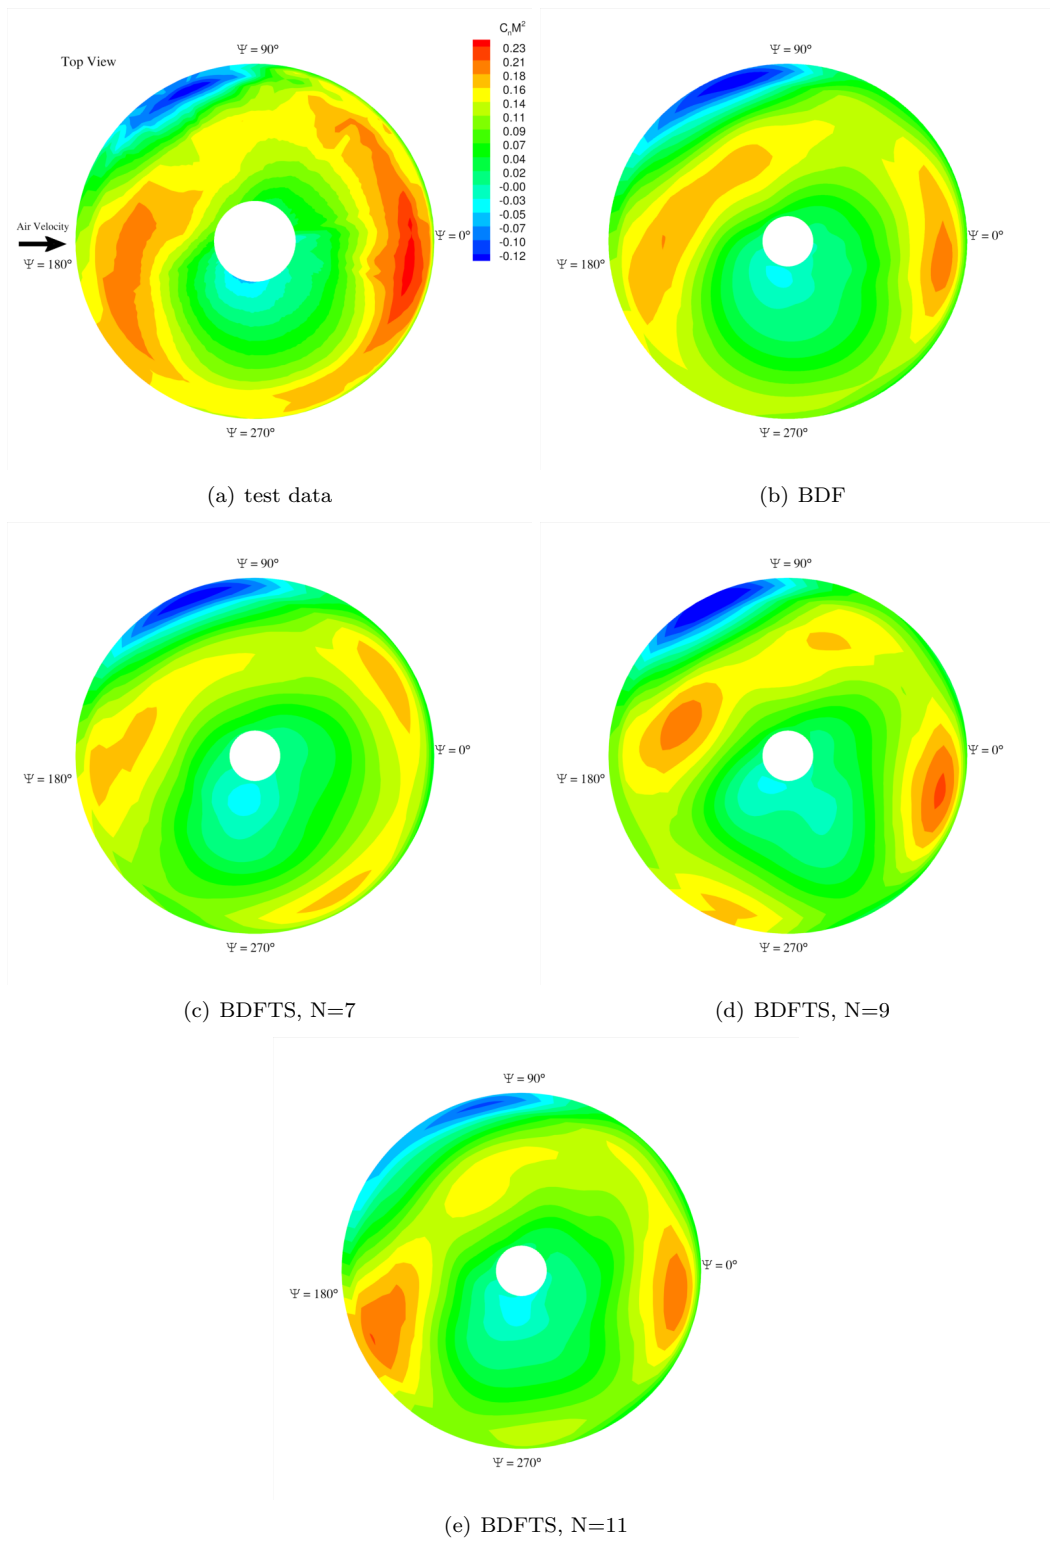 Top View
Ψ = 90°
CnM²
0.23
0.21
0.18
0.16
0.14
0.11
0.09
0.07
0.04
-0.00
-0.03
-0.05
-0.07
-0.10
-0.12
Air Velocity
Ψ = 180°
Ψ = 0°
Ψ = 270°
(a) test data
Ψ = 90°
Ψ = 180°
Ψ = 0°
Ψ = 270°
(b) BDF
Ψ = 90°
Ψ = 180°
Ψ = 0°
Ψ = 270°
(c) BDFTS, N=7
Ψ = 90°
Ψ = 180°
Ψ = 0°
Ψ = 270°
(d) BDFTS, N=9
Ψ = 90°
Ψ = 180°
Ψ = 0°
Ψ = 270°
(e) BDFTS, N=11